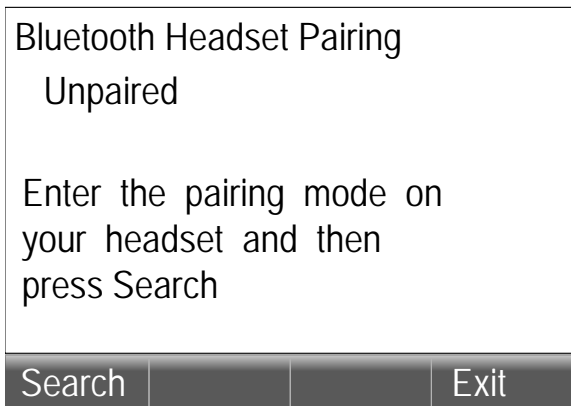 Bluetooth Headset Pairing
Unpaired
Enter the pairing mode on
your headset and then
press Search
Search Exit